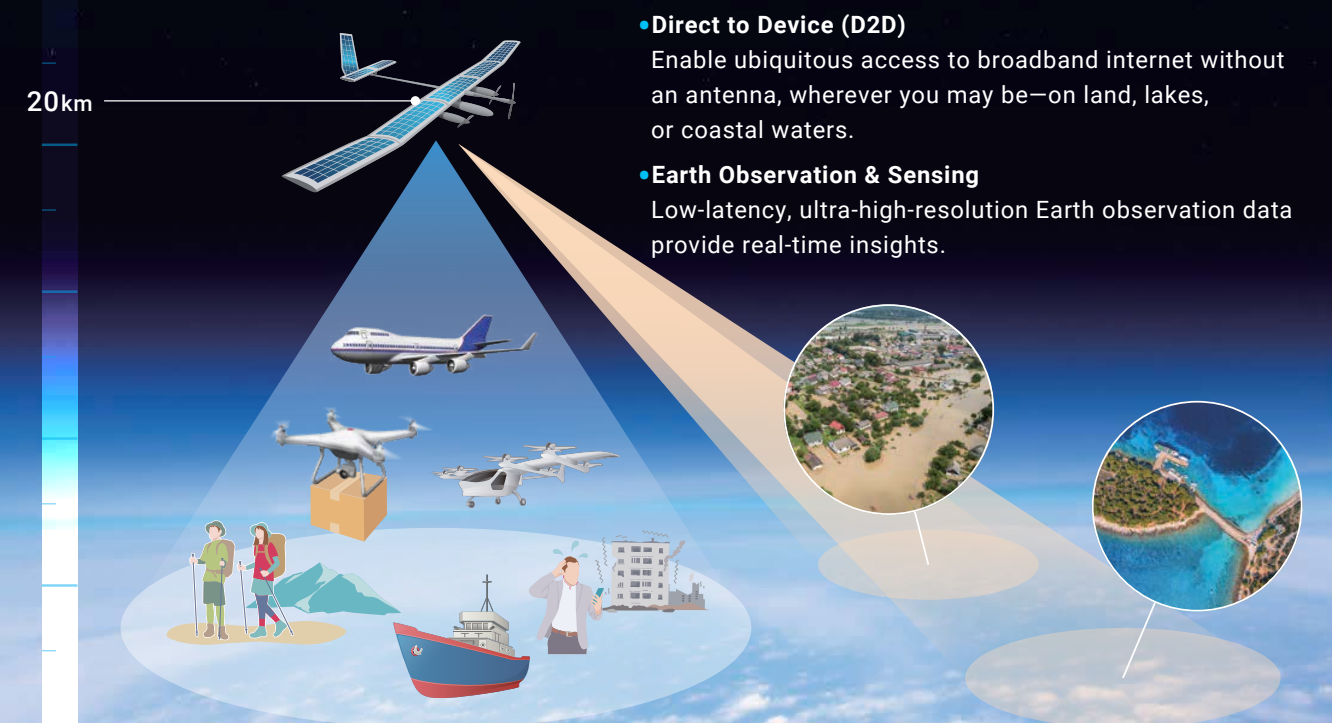 •Direct to Device (D2D)
Enable ubiquitous access to broadband internet without
an antenna, wherever you may be—on land, lakes,
or coastal waters.
•Earth Observation & Sensing
Low-latency, ultra-high-resolution Earth observation data
provide real-time insights.
20km